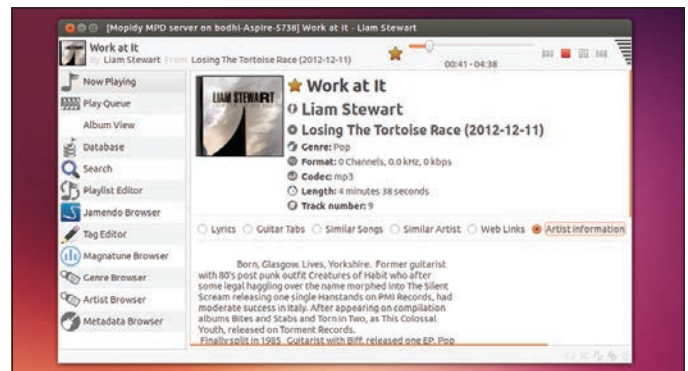 [Mopidy MPD server on bodhi-Aspire-5738] Work at It - Liam Stewart
Work at It
By Liam Stewart From Losing The Tortoise Race (2012-12-11)
00:41 - 04:38
Now Playing
Play Queue
Album View
Database
Search
Playlist Editor
Jamendo Browser
Tag Editor
Magnatune Browser
Genre Browser
Artist Browser
Metadata Browser
LIAM STEWART
Work at It
Liam Stewart
Losing The Tortoise Race (2012-12-11)
Genre: Pop
Format: 0 Channels, 0.0 kHz, 0 kbps
Codec: mp3
Length: 4 minutes 38 seconds
Track number: 9
Lyrics Guitar Tabs Similar Songs Similar Artist Web Links Artist information
Born, Glasgow. Lives, Yorkshire. Former guitarist
with 80's post punk outfit Creatures of Habit who after
some legal haggling over the name morphed into The Silent
Scream releasing one single Hanstands on PMI Records, had
moderate success in Italy. After appearing on compilation
albums Bites and Stabs and Torn in Two, as This Colossal
Youth, released on Torment Records.
Finally split in 1985 Guitarist with Biff, released one EP, Pop